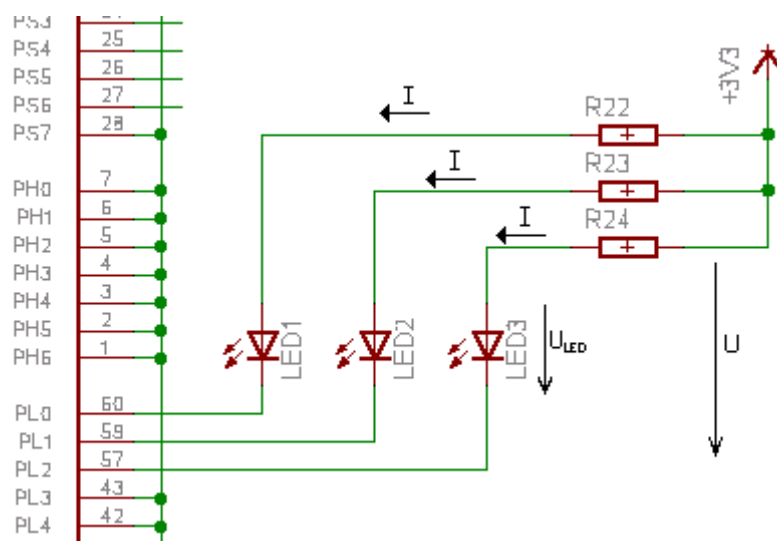 PS3
PS4 25
PS5 26
PS6 27
PS7 28
PH0 7
PH1 6
PH2 5
PH3 4
PH4 3
PH5 2
PH6 1
PL0 60
PL1 59
PL2 57
PL3 43
PL4 42
I
I
I
R22
R23
R24
+3V3
LED1
LED2
LED3
ULED
U